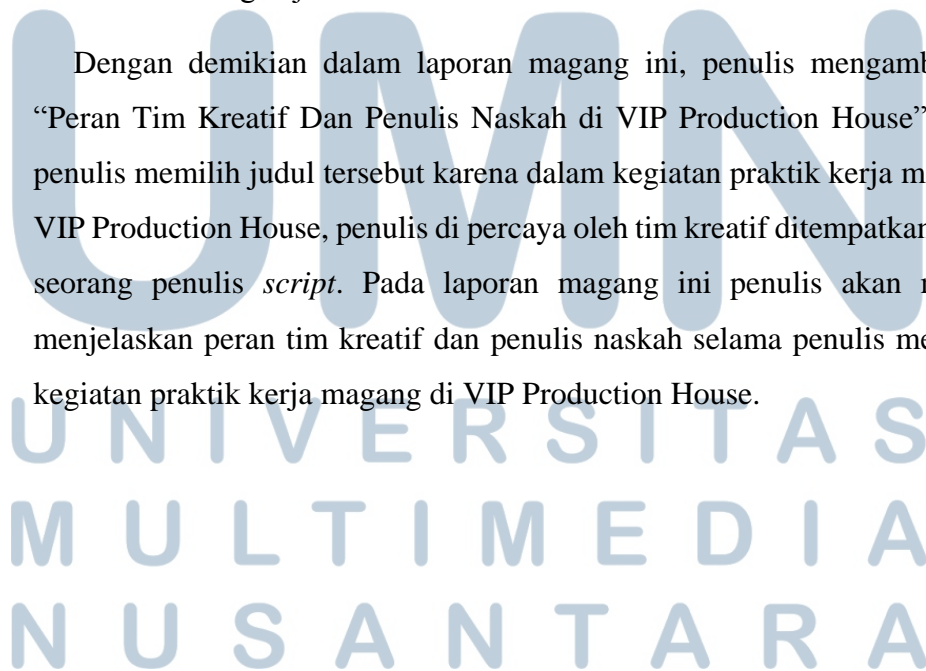 Dengan demikian dalam laporan magang ini, penulis
“Peran Tim Kreatif Dan Penulis Naskah di VIP Production House”
penulis memilih judul tersebut karena dalam kegiatan praktik kerja
VIP Production House, penulis di percaya oleh tim kreatif ditempatkan
seorang penulis script. Pada laporan magang ini penulis akan
menjelaskan peran tim kreatif dan penulis naskah selama penulis
kegiatan praktik kerja magang di VIP Production House.
UMN
UNIVERSITAS
MULTIMEDIA
NUSANTARA